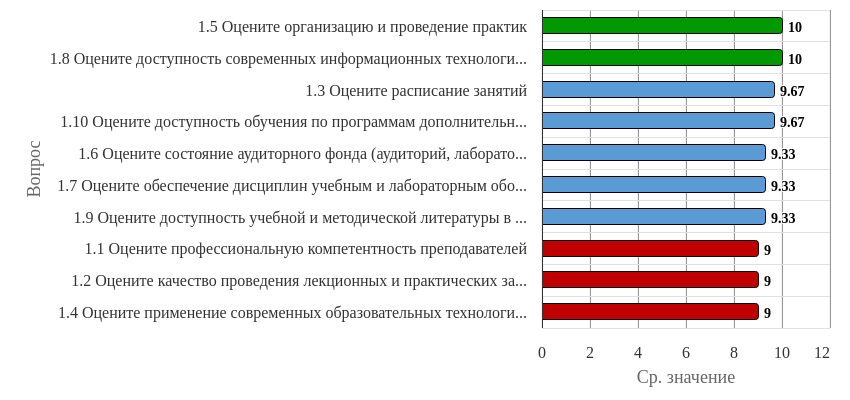 1.5 Оцените организацию и проведение практик
10
1.8 Оцените доступность современных информационных технологи...
10
1.3 Оцените расписание занятий
9.67
1.10 Оцените доступность обучения по программам дополнительн...
9.67
1.6 Оцените состояние аудиторного фонда (аудиторий, лаборато...
9.33
1.7 Оцените обеспечение дисциплин учебным и лабораторным обо...
9.33
1.9 Оцените доступность учебной и методической литературы в ...
9.33
1.1 Оцените профессиональную компетентность преподавателей
9
1.2 Оцените качество проведения лекционных и практических за...
9
1.4 Оцените применение современных образовательных технологи...
9
Вопрос
0 2 4 6 8 10 12
Ср. значение